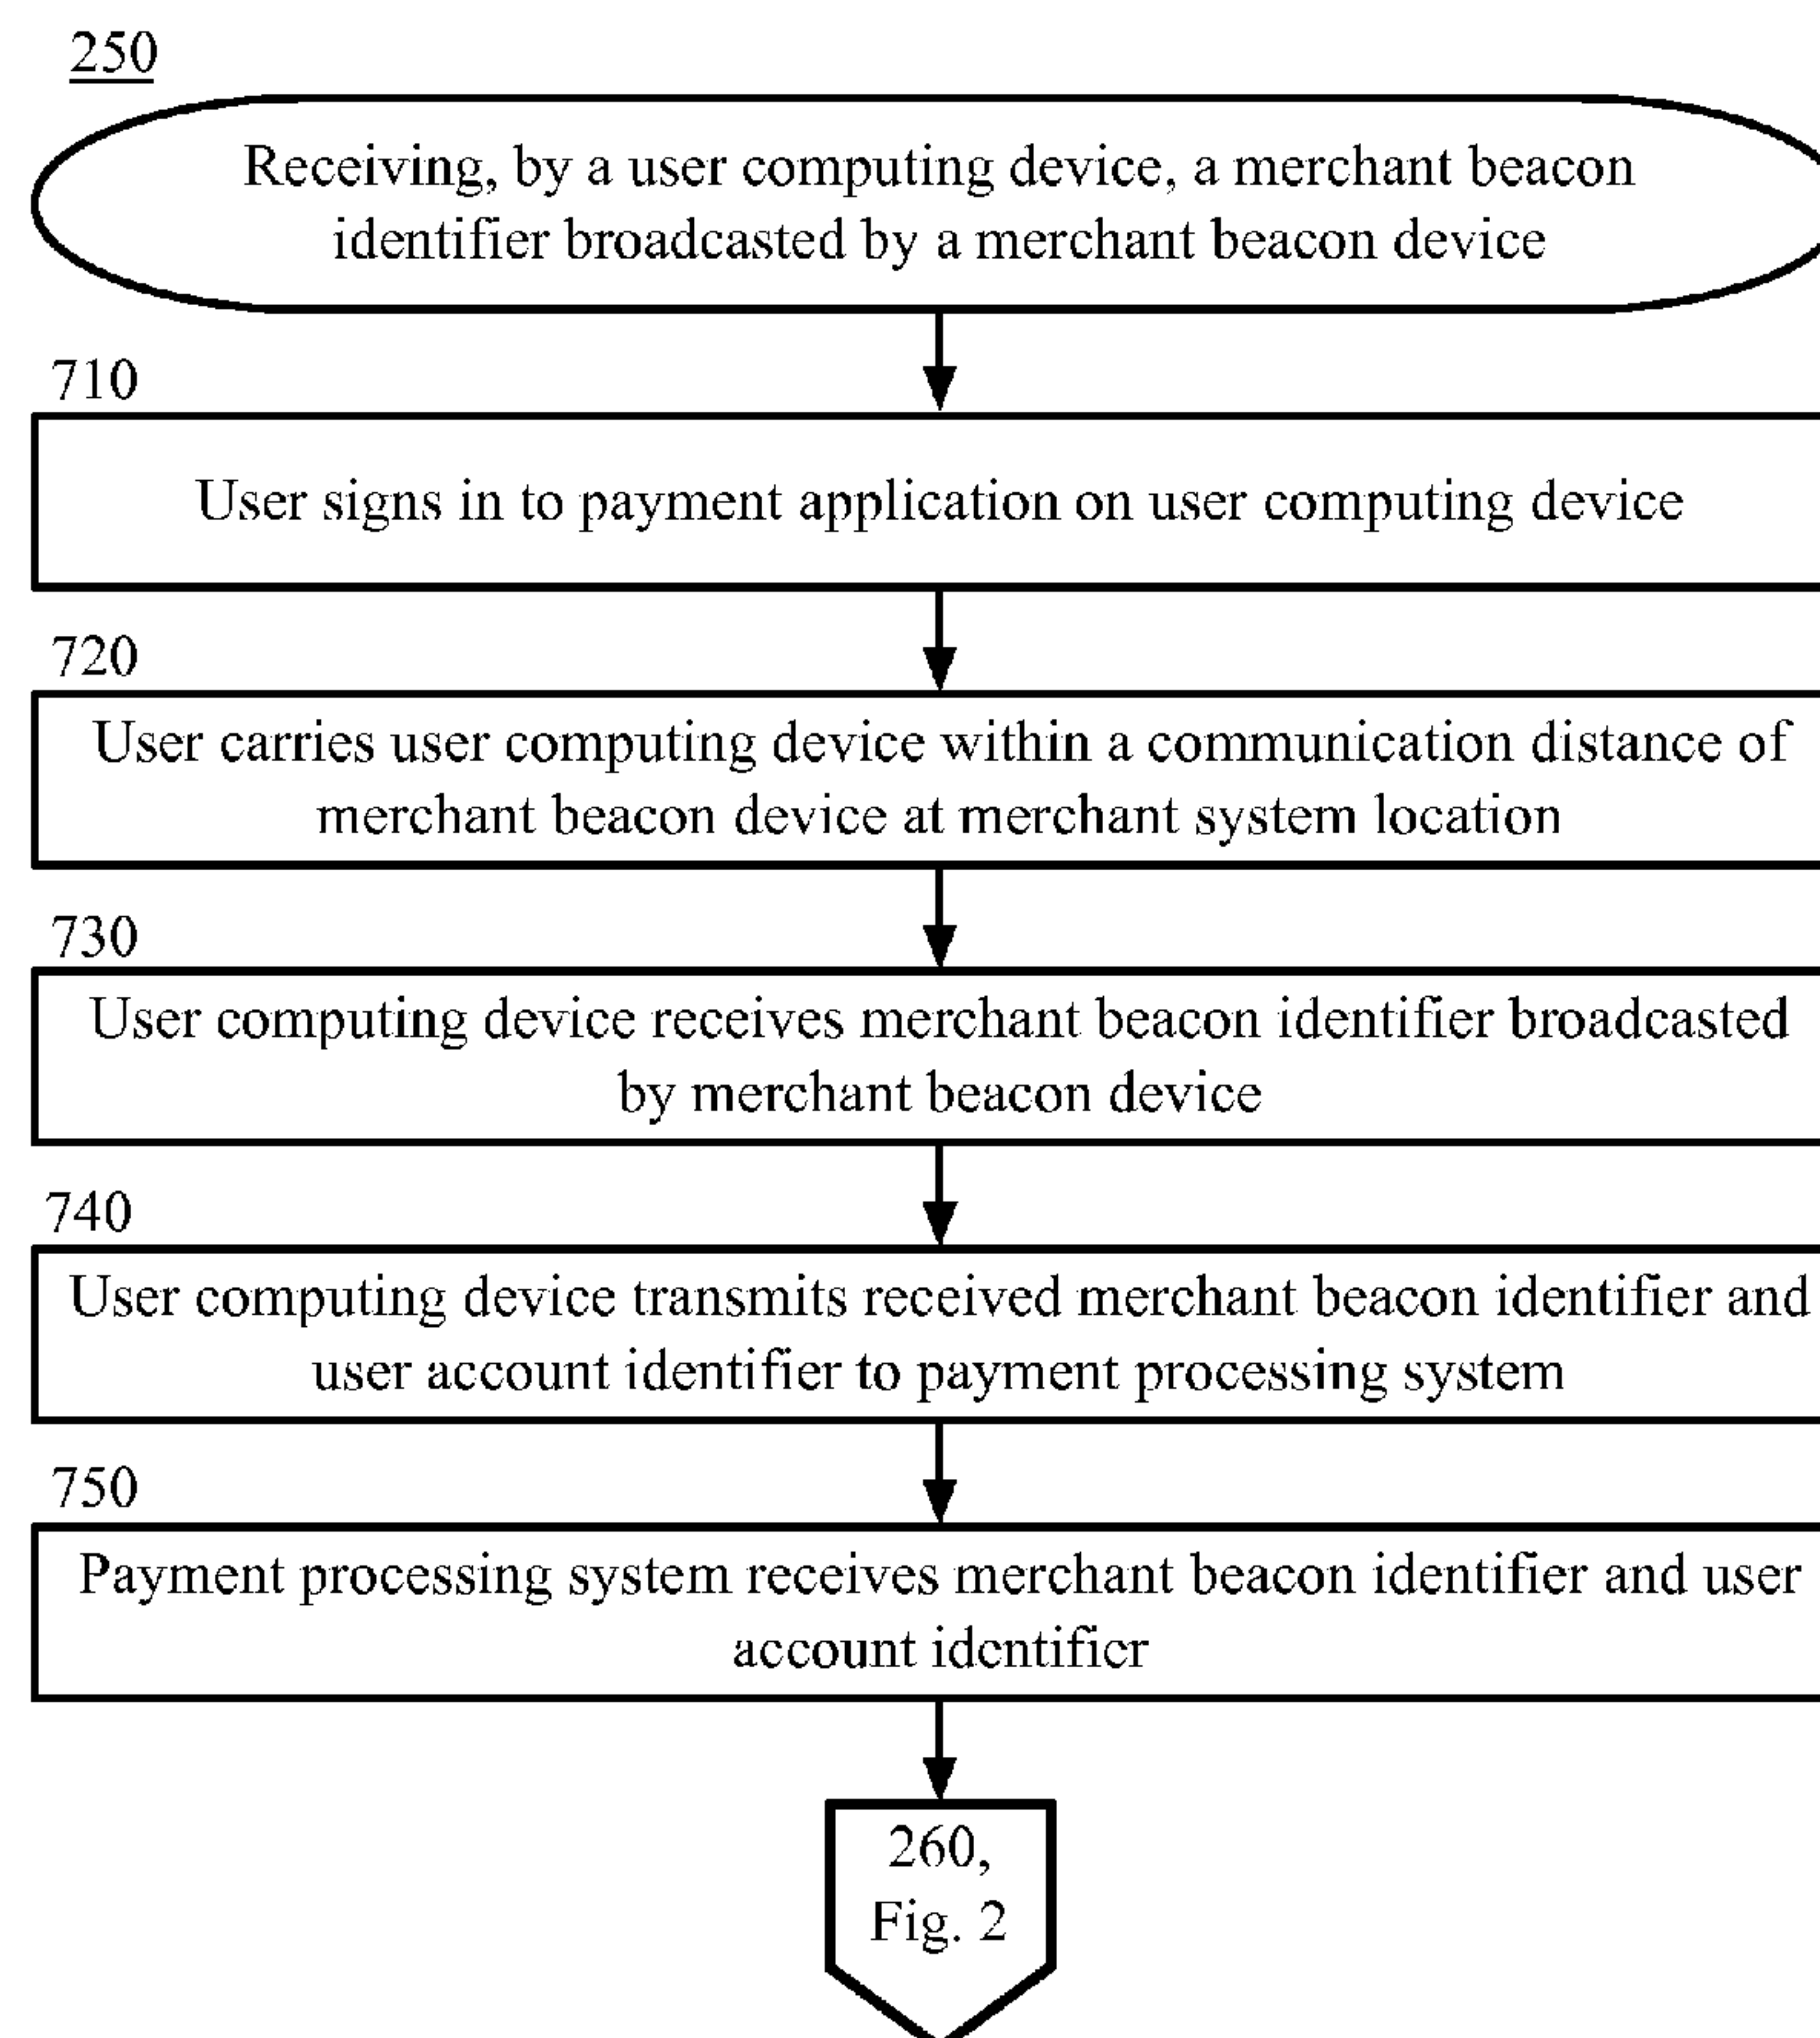 250
Receiving, by a user computing device, a merchant beacon
identifier broadcasted by a merchant beacon device
710
User signs in to payment application on user computing device
720
User carries user computing device within a communication distance of
merchant beacon device at merchant system location
730
User computing device receives merchant beacon identifier broadcasted
by merchant beacon device
740
User computing device transmits received merchant beacon identifier and
user account identifier to payment processing system
750
Payment processing system receives merchant beacon identifier and user
account identifier
260,
Fig. 2